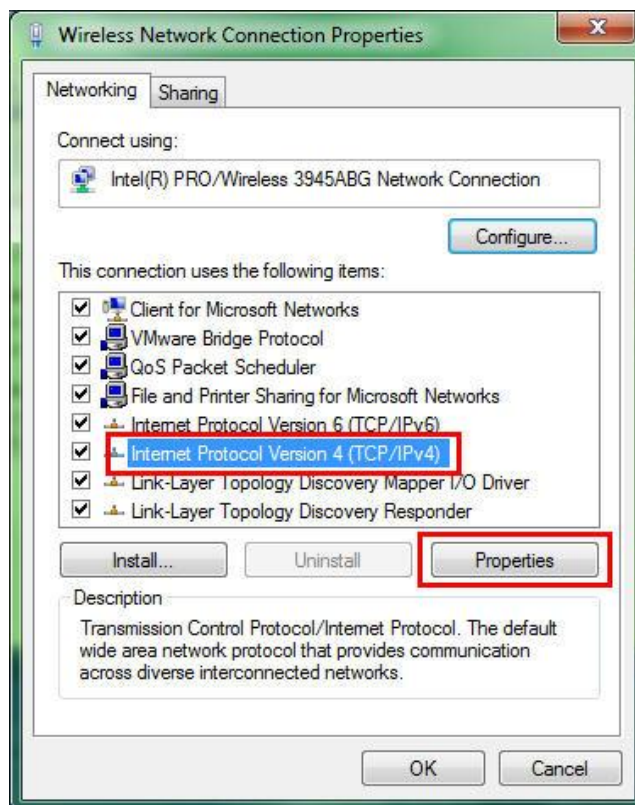 Wireless Network Connection Properties
X
Networking
Sharing
Connect using:
Intel(R) PRO/Wireless 3945ABG Network Connection
Configure...
This connection uses the following items:
Client for Microsoft Networks
VMware Bridge Protocol
QoS Packet Scheduler
File and Printer Sharing for Microsoft Networks
Internet Protocol Version 6 (TCP/IPv6)
Internet Protocol Version 4 (TCP/IPv4)
Link-Layer Topology Discovery Mapper I/O Driver
Link-Layer Topology Discovery Responder
Install...
Uninstall
Properties
Description
Transmission Control Protocol/Internet Protocol. The default
wide area network protocol that provides communication
across diverse interconnected networks.
OK
Cancel